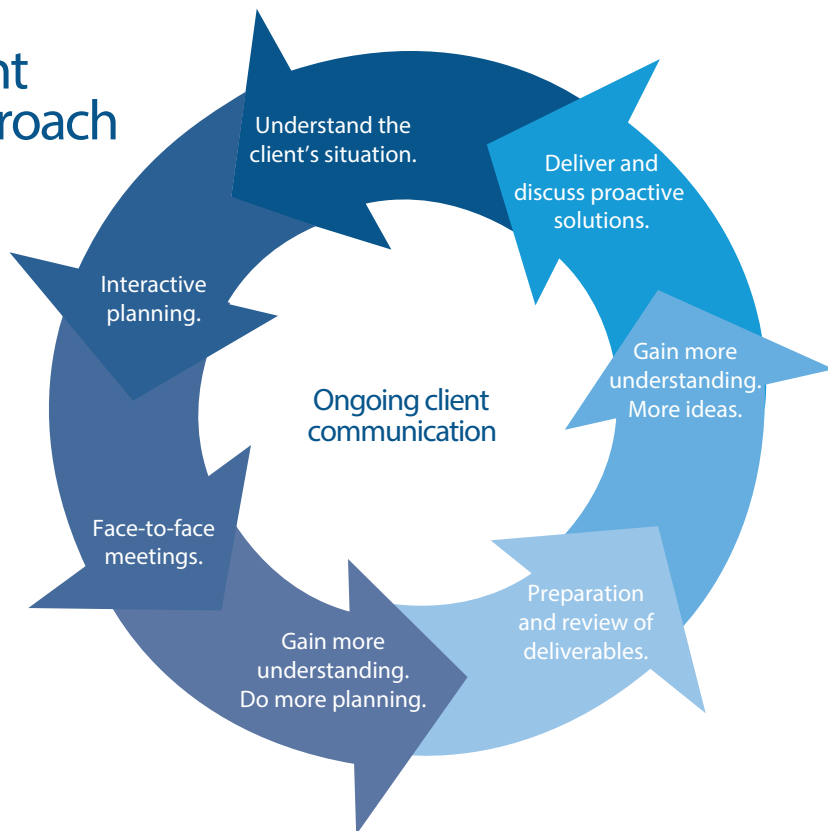 nt
roach
Understand the
client’s situation.
Interactive
planning.
Face-to-face
meetings.
Gain more
understanding.
Do more planning.
Preparation
and review of
deliverables.
Gain more
understanding.
More ideas.
Deliver and
discuss proactive
solutions.
Ongoing client
communication